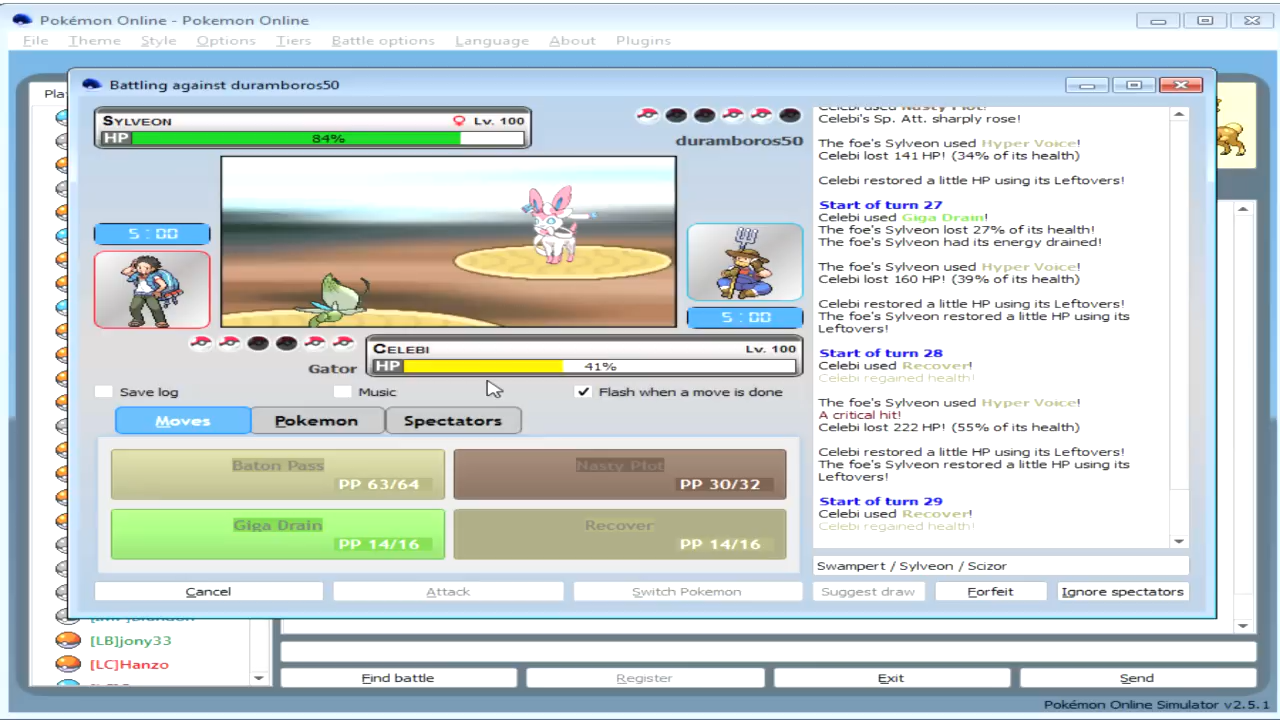 Pokémon Online - Pokemon Online
File Theme Style Options Tiers Battle options Language About Plugins
Battling against duramboros50
SYLVEON Lv. 100
HP 84%
duramboros50
5:00
5:00
CELEBI Lv. 100
HP 41%
Gator
Save log Music Flash when a move is done
Moves Pokemon Spectators
Baton Pass
PP 63/64
Nasty Plot
PP 30/32
Giga Drain
PP 14/16
Recover
PP 14/16
Cancel Attack Switch Pokemon
Celebi used Nasty Plot!
Celebi's Sp. Att. sharply rose!
The foe's Sylveon used Hyper Voice!
Celebi lost 141 HP! (34% of its health)
Celebi restored a little HP using its Leftovers!
Start of turn 27
Celebi used Giga Drain!
The foe's Sylveon lost 27% of its health!
The foe's Sylveon had its energy drained!
The foe's Sylveon used Hyper Voice!
Celebi lost 160 HP! (39% of its health)
Celebi restored a little HP using its Leftovers!
The foe's Sylveon restored a little HP using its
Leftovers!
Start of turn 28
Celebi used Recover!
Celebi regained health!
The foe's Sylveon used Hyper Voice!
A critical hit!
Celebi lost 222 HP! (55% of its health)
Celebi restored a little HP using its Leftovers!
The foe's Sylveon restored a little HP using its
Leftovers!
Start of turn 29
Celebi used Recover!
Celebi regained health!
Swampert / Sylveon / Scizor
Suggest draw Forfeit Ignore spectators
[LB]jony33
[LC]Hanzo
Find battle Register Exit Send
Pokémon Online Simulator v2.5.1